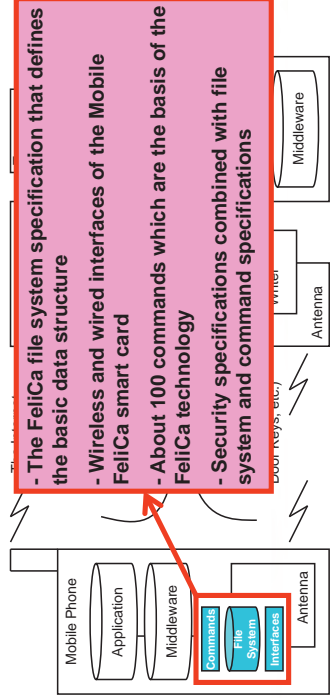 Mobile Phone
Application
Middleware
Commands
File
System
Interfaces
Antenna
- The FeliCa file system specification that defines
the basic data structure
- Wireless and wired interfaces of the Mobile
FeliCa smart card
- About 100 commands which are the basis of the
FeliCa technology
- Security specifications combined with file
system and command specifications
Door Keys, etc.)
Writer
Antenna
Middleware